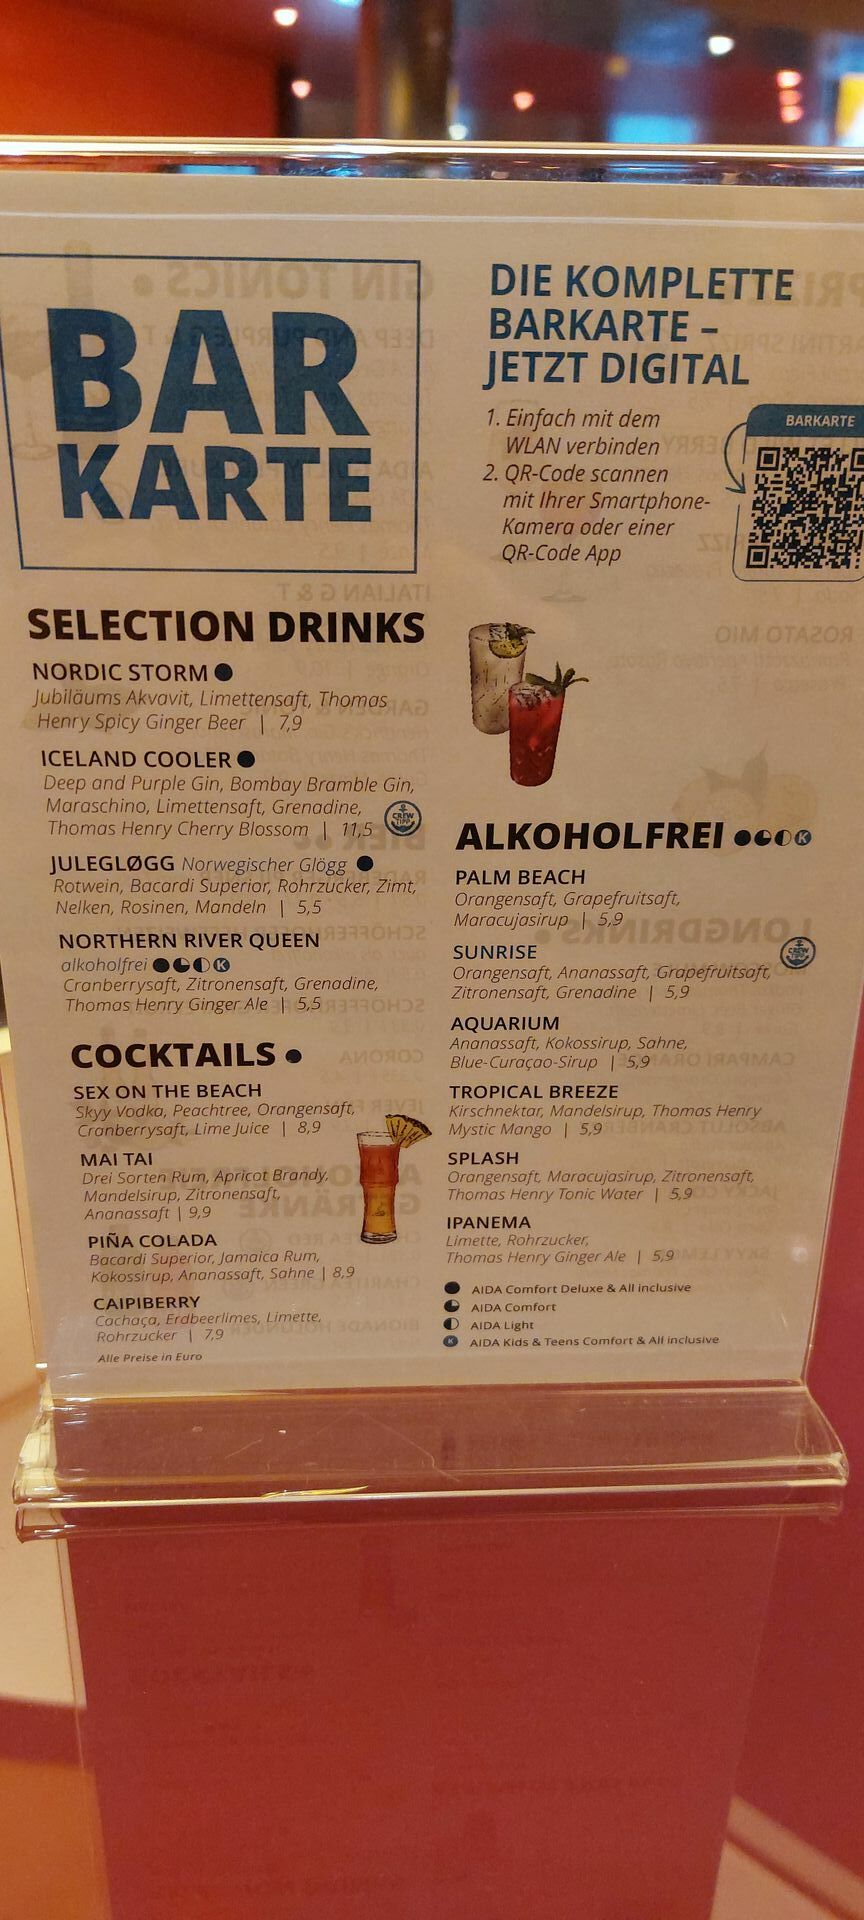 BAR
KARTE
DIE KOMPLETTE
BARKARTE –
JETZT DIGITAL
1. Einfach mit dem
WLAN verbinden
2. QR-Code scannen
mit Ihrer Smartphone-
Kamera oder einer
QR-Code App
BARKARTE
SELECTION DRINKS
NORDIC STORM
Jubiläums Akvavit, Limettensaft, Thomas
Henry Spicy Ginger Beer | 7,9
ICELAND COOLER
Deep and Purple Gin, Bombay Bramble Gin,
Maraschino, Limettensaft, Grenadine,
Thomas Henry Cherry Blossom | 11,5
CREW
TIPP
JULEGLØGG Norwegischer Glögg
Rotwein, Bacardi Superior, Rohrzucker, Zimt,
Nelken, Rosinen, Mandeln | 5,5
NORTHERN RIVER QUEEN
alkoholfrei K
Cranberrysaft, Zitronensaft, Grenadine,
Thomas Henry Ginger Ale | 5,5
COCKTAILS
SEX ON THE BEACH
Skyy Vodka, Peachtree, Orangensaft,
Cranberrysaft, Lime Juice | 8,9
MAI TAI
Drei Sorten Rum, Apricot Brandy,
Mandelsirup, Zitronensaft,
Ananassaft | 9,9
PIÑA COLADA
Bacardi Superior, Jamaica Rum,
Kokossirup, Ananassaft, Sahne | 8,9
CAIPIBERRY
Cachaça, Erdbeerlimes, Limette,
Rohrzucker | 7,9
Alle Preise in Euro
ALKOHOLFREI K
PALM BEACH
Orangensaft, Grapefruitsaft,
Maracujasirup | 5,9
SUNRISE
Orangensaft, Ananassaft, Grapefruitsaft,
Zitronensaft, Grenadine | 5,9
CREW
TIPP
AQUARIUM
Ananassaft, Kokossirup, Sahne,
Blue-Curaçao-Sirup | 5,9
TROPICAL BREEZE
Kirschnektar, Mandelsirup, Thomas Henry
Mystic Mango | 5,9
SPLASH
Orangensaft, Maracujasirup, Zitronensaft,
Thomas Henry Tonic Water | 5,9
IPANEMA
Limette, Rohrzucker,
Thomas Henry Ginger Ale | 5,9
AIDA Comfort Deluxe & All inclusive
AIDA Comfort
AIDA Light
K AIDA Kids & Teens Comfort & All inclusive